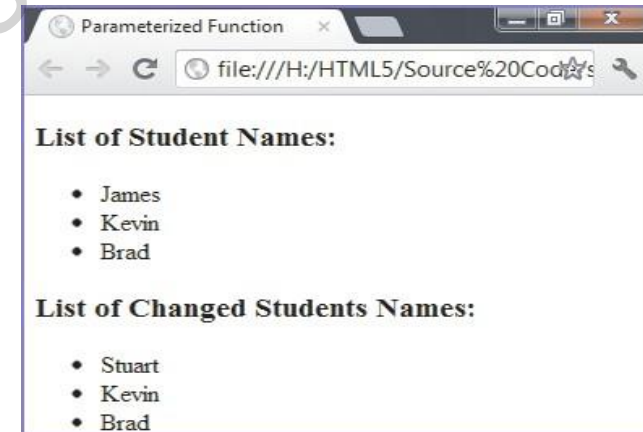 Parameterized Function
file:///H:/HTML5/Source%20Cod
List of Student Names:
James
Kevin
Brad
List of Changed Students Names:
Stuart
Kevin
Brad